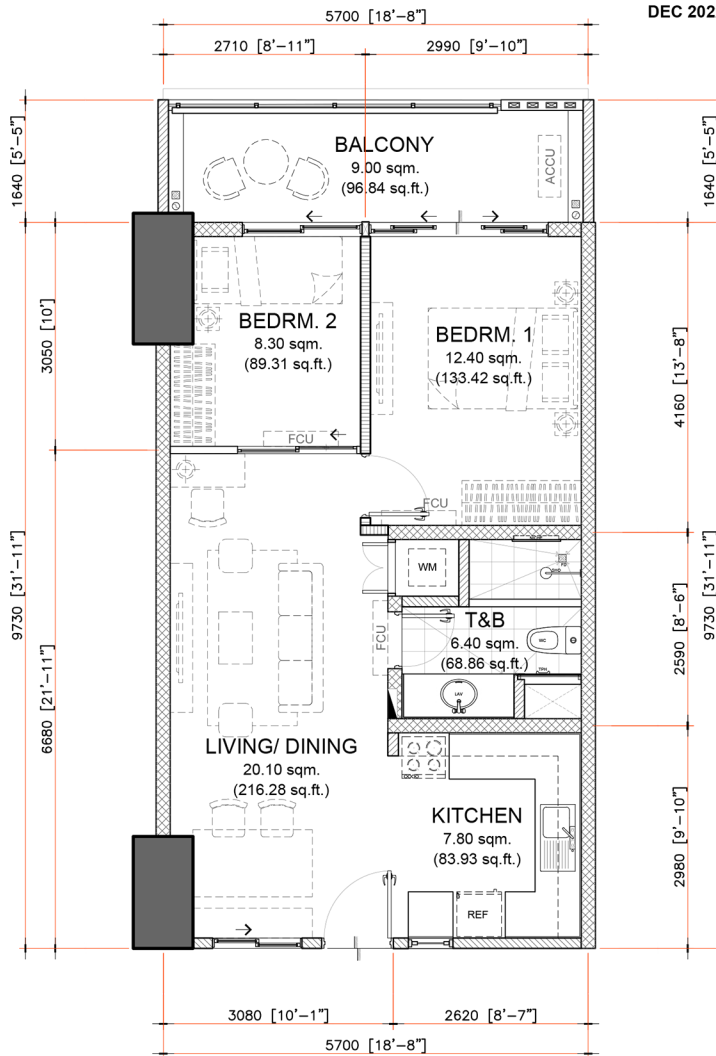 DEC 202
5700 [18'-8"]
2710 [8'-11"]
2990 [9'-10"]
1640 [5'-5"]
1640 [5'-5"]
BALCONY
9.00 sqm.
(96.84 sq.ft.)
ACCU
3050 [10']
BEDRM. 2
8.30 sqm.
(89.31 sq.ft.)
BEDRM. 1
12.40 sqm.
(133.42 sq.ft.)
4160 [13'-8"]
FCU
FCU
9730 [31'-11"]
9730 [31'-11"]
WM
T&B
6.40 sqm.
(68.86 sq.ft.)
WC
TPH
FCU
LAV
2590 [8'-6"]
6680 [21'-11"]
LIVING/ DINING
20.10 sqm.
(216.28 sq.ft.)
KITCHEN
7.80 sqm.
(83.93 sq.ft.)
2980 [9'-10"]
REF
3080 [10'-1"]
2620 [8'-7"]
5700 [18'-8"]